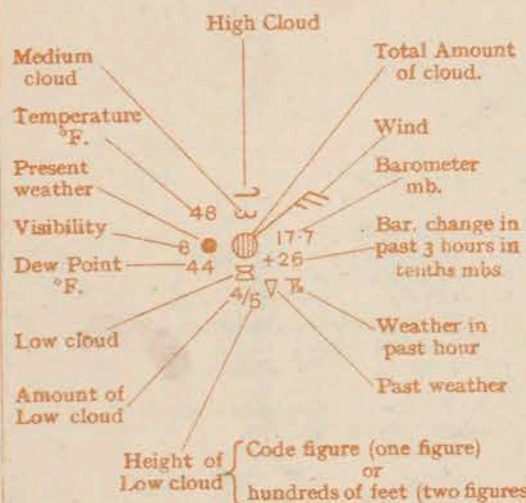 High Cloud
Medium
cloud
Total Amount
of cloud.
Temperature
°F.
Wind
Present
weather
Barometer
mb.
48
Visibility
8
17.7
Bar. change in
past 3 hours in
tenths mbs
+26
Dew Point
°F.
44
4/5
Low cloud
Weather in
past hour
Amount of
Low cloud
Past weather
Height of
Low cloud
Code figure (one figure)
or
hundreds of feet (two figures